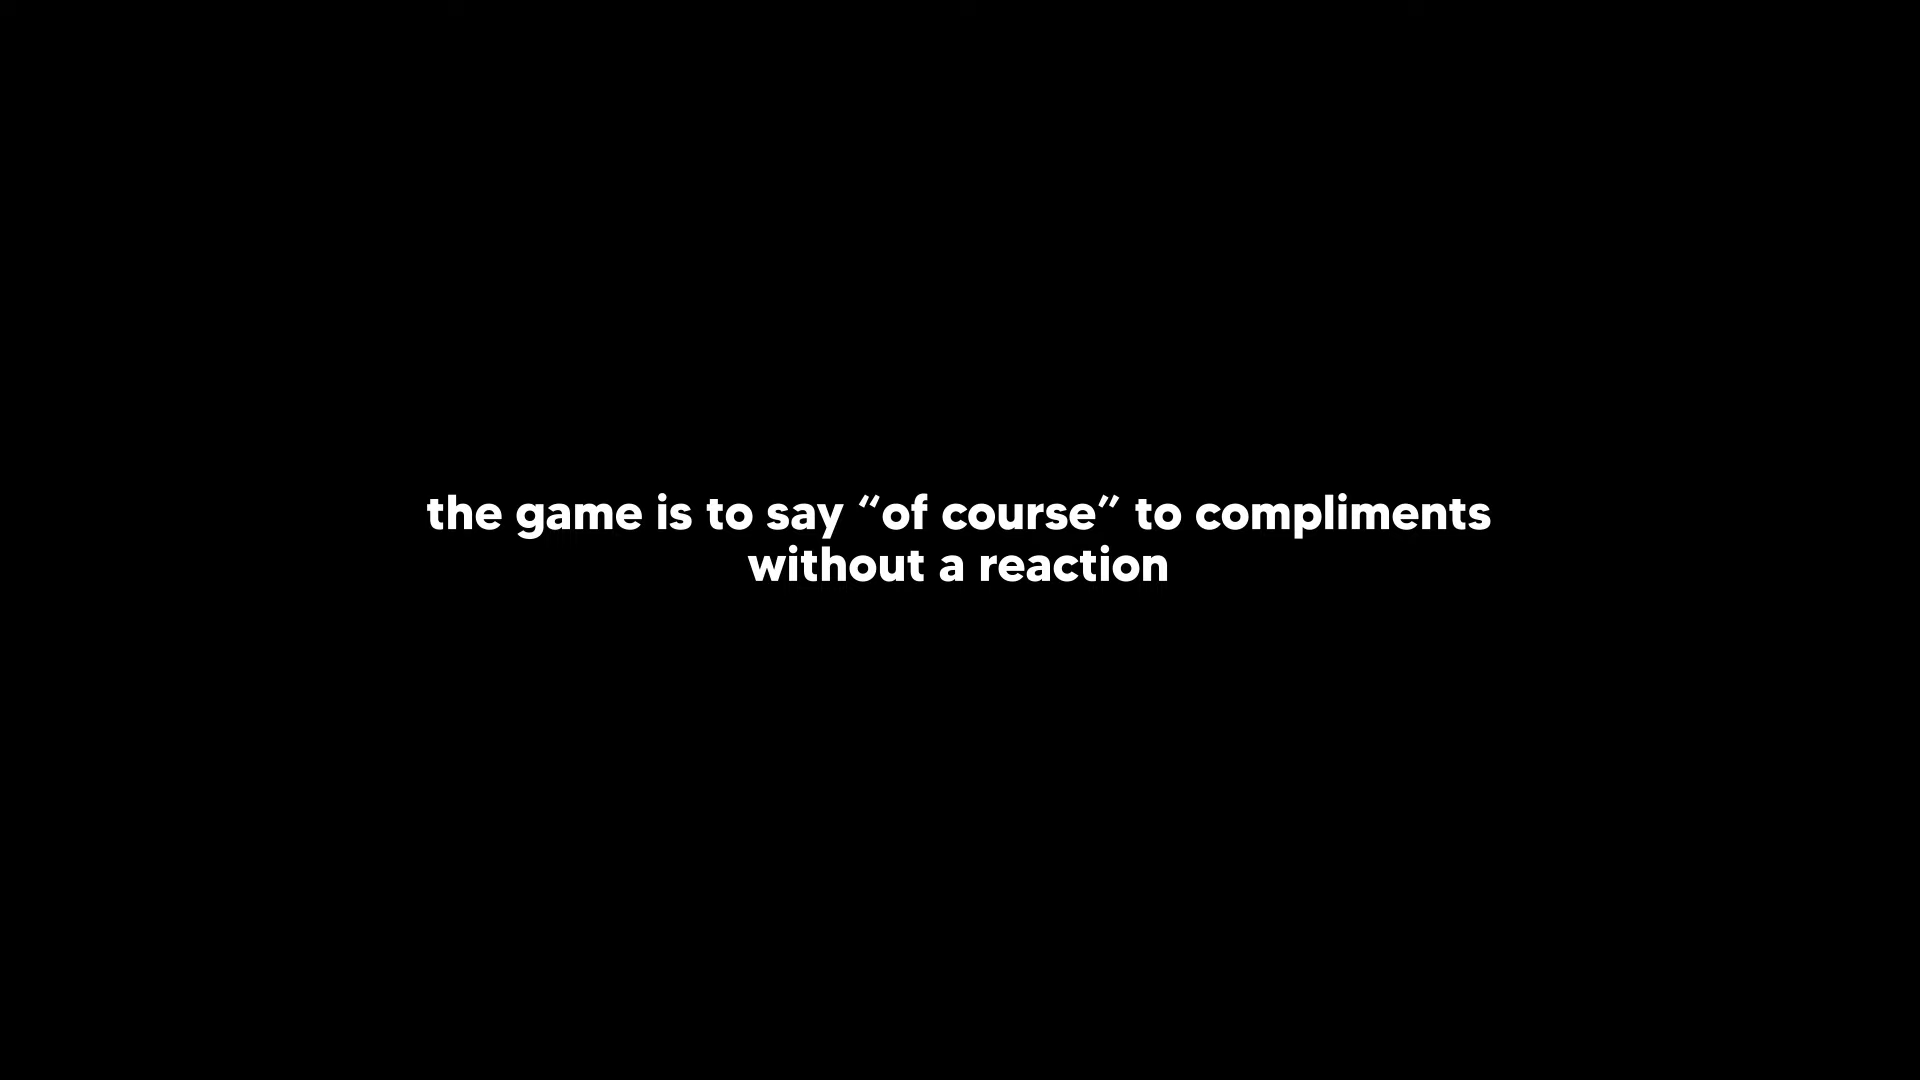 the game is to say “of course” to compliments
without a reaction